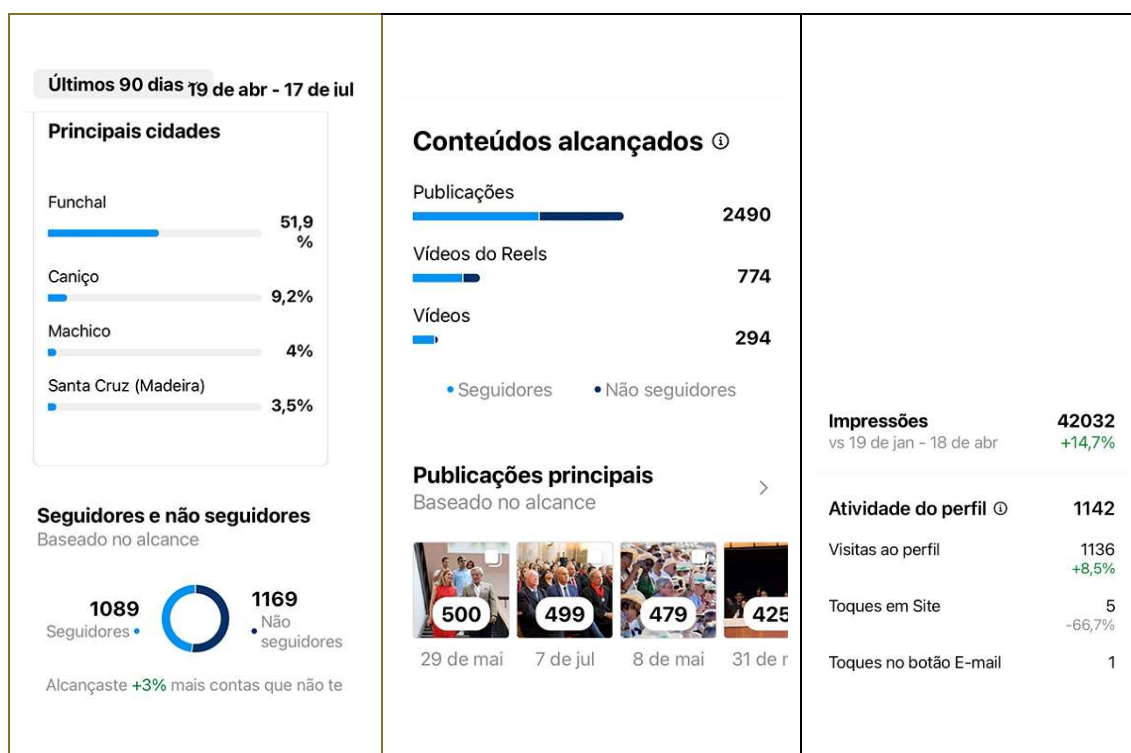 Últimos 90 dias
19 de abr - 17 de jul
Principais cidades
Funchal
51,9
%
Caniço
9,2%
Machico
4%
Santa Cruz (Madeira)
3,5%
Seguidores e não seguidores
Baseado no alcance
1089
Seguidores
1169
Não
seguidores
Alcançaste +3% mais contas que não te
Conteúdos alcançados
Publicações
2490
Vídeos do Reels
774
Vídeos
294
Seguidores
Não seguidores
Publicações principais
Baseado no alcance
500
499
479
425
29 de mai
7 de jul
8 de mai
31 de
Impressões
42032
vs 19 de jan - 18 de abr
+14,7%
Atividade do perfil
1142
Visitas ao perfil
1136
+8,5%
Toques em Site
5
-66,7%
Toques no botão E-mail
1